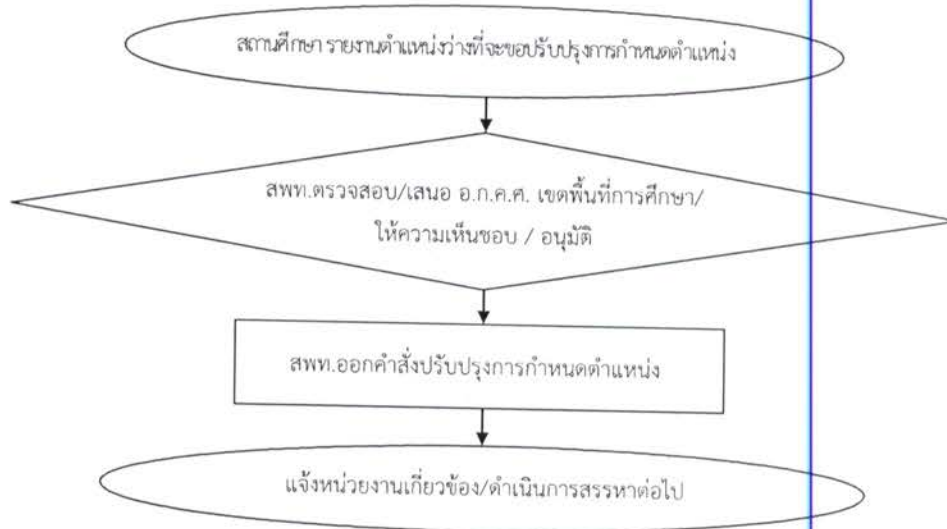 สถานศึกษา รายงานตำแหน่งว่างที่จะขอปรับปรุงการกำหนดตำแหน่ง
สพท.ตรวจสอบ/เสนอ อ.ก.ค.ศ. เขตพื้นที่การศึกษา/
ให้ความเห็นชอบ / อนุมัติ
สพท.ออกคำสั่งปรับปรุงการกำหนดตำแหน่ง
แจ้งหน่วยงานเกี่ยวข้อง/ดำเนินการสรรหาต่อไป